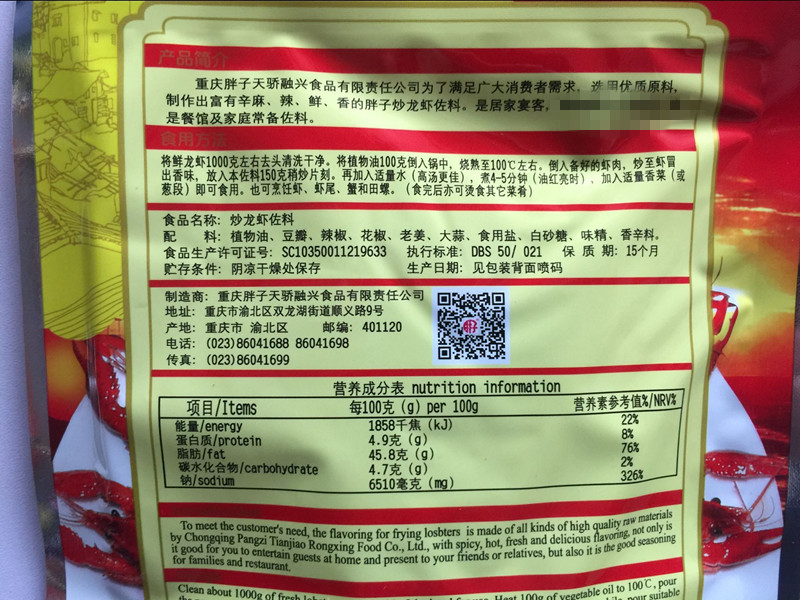 产品简介
重庆胖子天骄融兴食品有限责任公司为了满足广大消费者需求, 选用优质原料,
制作出富有辛麻、辣、鲜、香的胖子炒龙虾佐料。是居家宴客,
是餐馆及家庭常备佐料。
食用方法
将鲜龙虾1000克左右去头清洗干净。将植物油100克倒入锅中, 烧熟至100℃左右。倒入备好的虾肉, 炒至虾冒
出香味, 放入本佐料150克稍炒片刻。再加入适量水（高汤更佳）, 煮4-5分钟（油红亮时）、加入适量香菜（或
葱段）即可食用。也可烹饪虾、虾尾、蟹和田螺。（食完后亦可烫食其它菜肴）
食品名称: 炒龙虾佐料
配 料: 植物油、豆瓣、辣椒、花椒、老姜、大蒜、食用盐、白砂糖、味精、香辛料。
食品生产许可证号: SC10350011219633 执行标准: DBS 50/ 021 保 质 期: 15个月
贮存条件: 阴凉干燥处保存 生产日期: 见包装背面喷码
制造商: 重庆胖子天骄融兴食品有限责任公司
地址: 重庆市渝北区双龙湖街道顺义路9号
产地: 重庆市 渝北区 邮编: 401120
电话: (023)86041688 86041698
传真: (023)86041699
营养成分表 nutrition information
项目/Items 每100克（g）per 100g 营养素参考值%/NRV%
能量/energy 1858千焦（kJ） 22%
蛋白质/protein 4.9克（g） 8%
脂肪/fat 45.8克（g） 76%
碳水化合物/carbohydrate 4.7克（g） 2%
钠/sodium 6510毫克（mg） 326%
To meet the customer's need, the flavoring for frying losbters is made of all kinds of high quality raw materials
by Chongqing Pangzi Tianjiao Rongxing Food Co., Ltd., with spicy, hot, fresh and delicious flavoring, not only is
it good for you to entertain guests at home and present to your friends or relatives, but also it is the good seasoning
for families and restaurant.
Clean about 1000g of fresh Heat 100g of vegetable oil to 100℃, pour
pour suitable